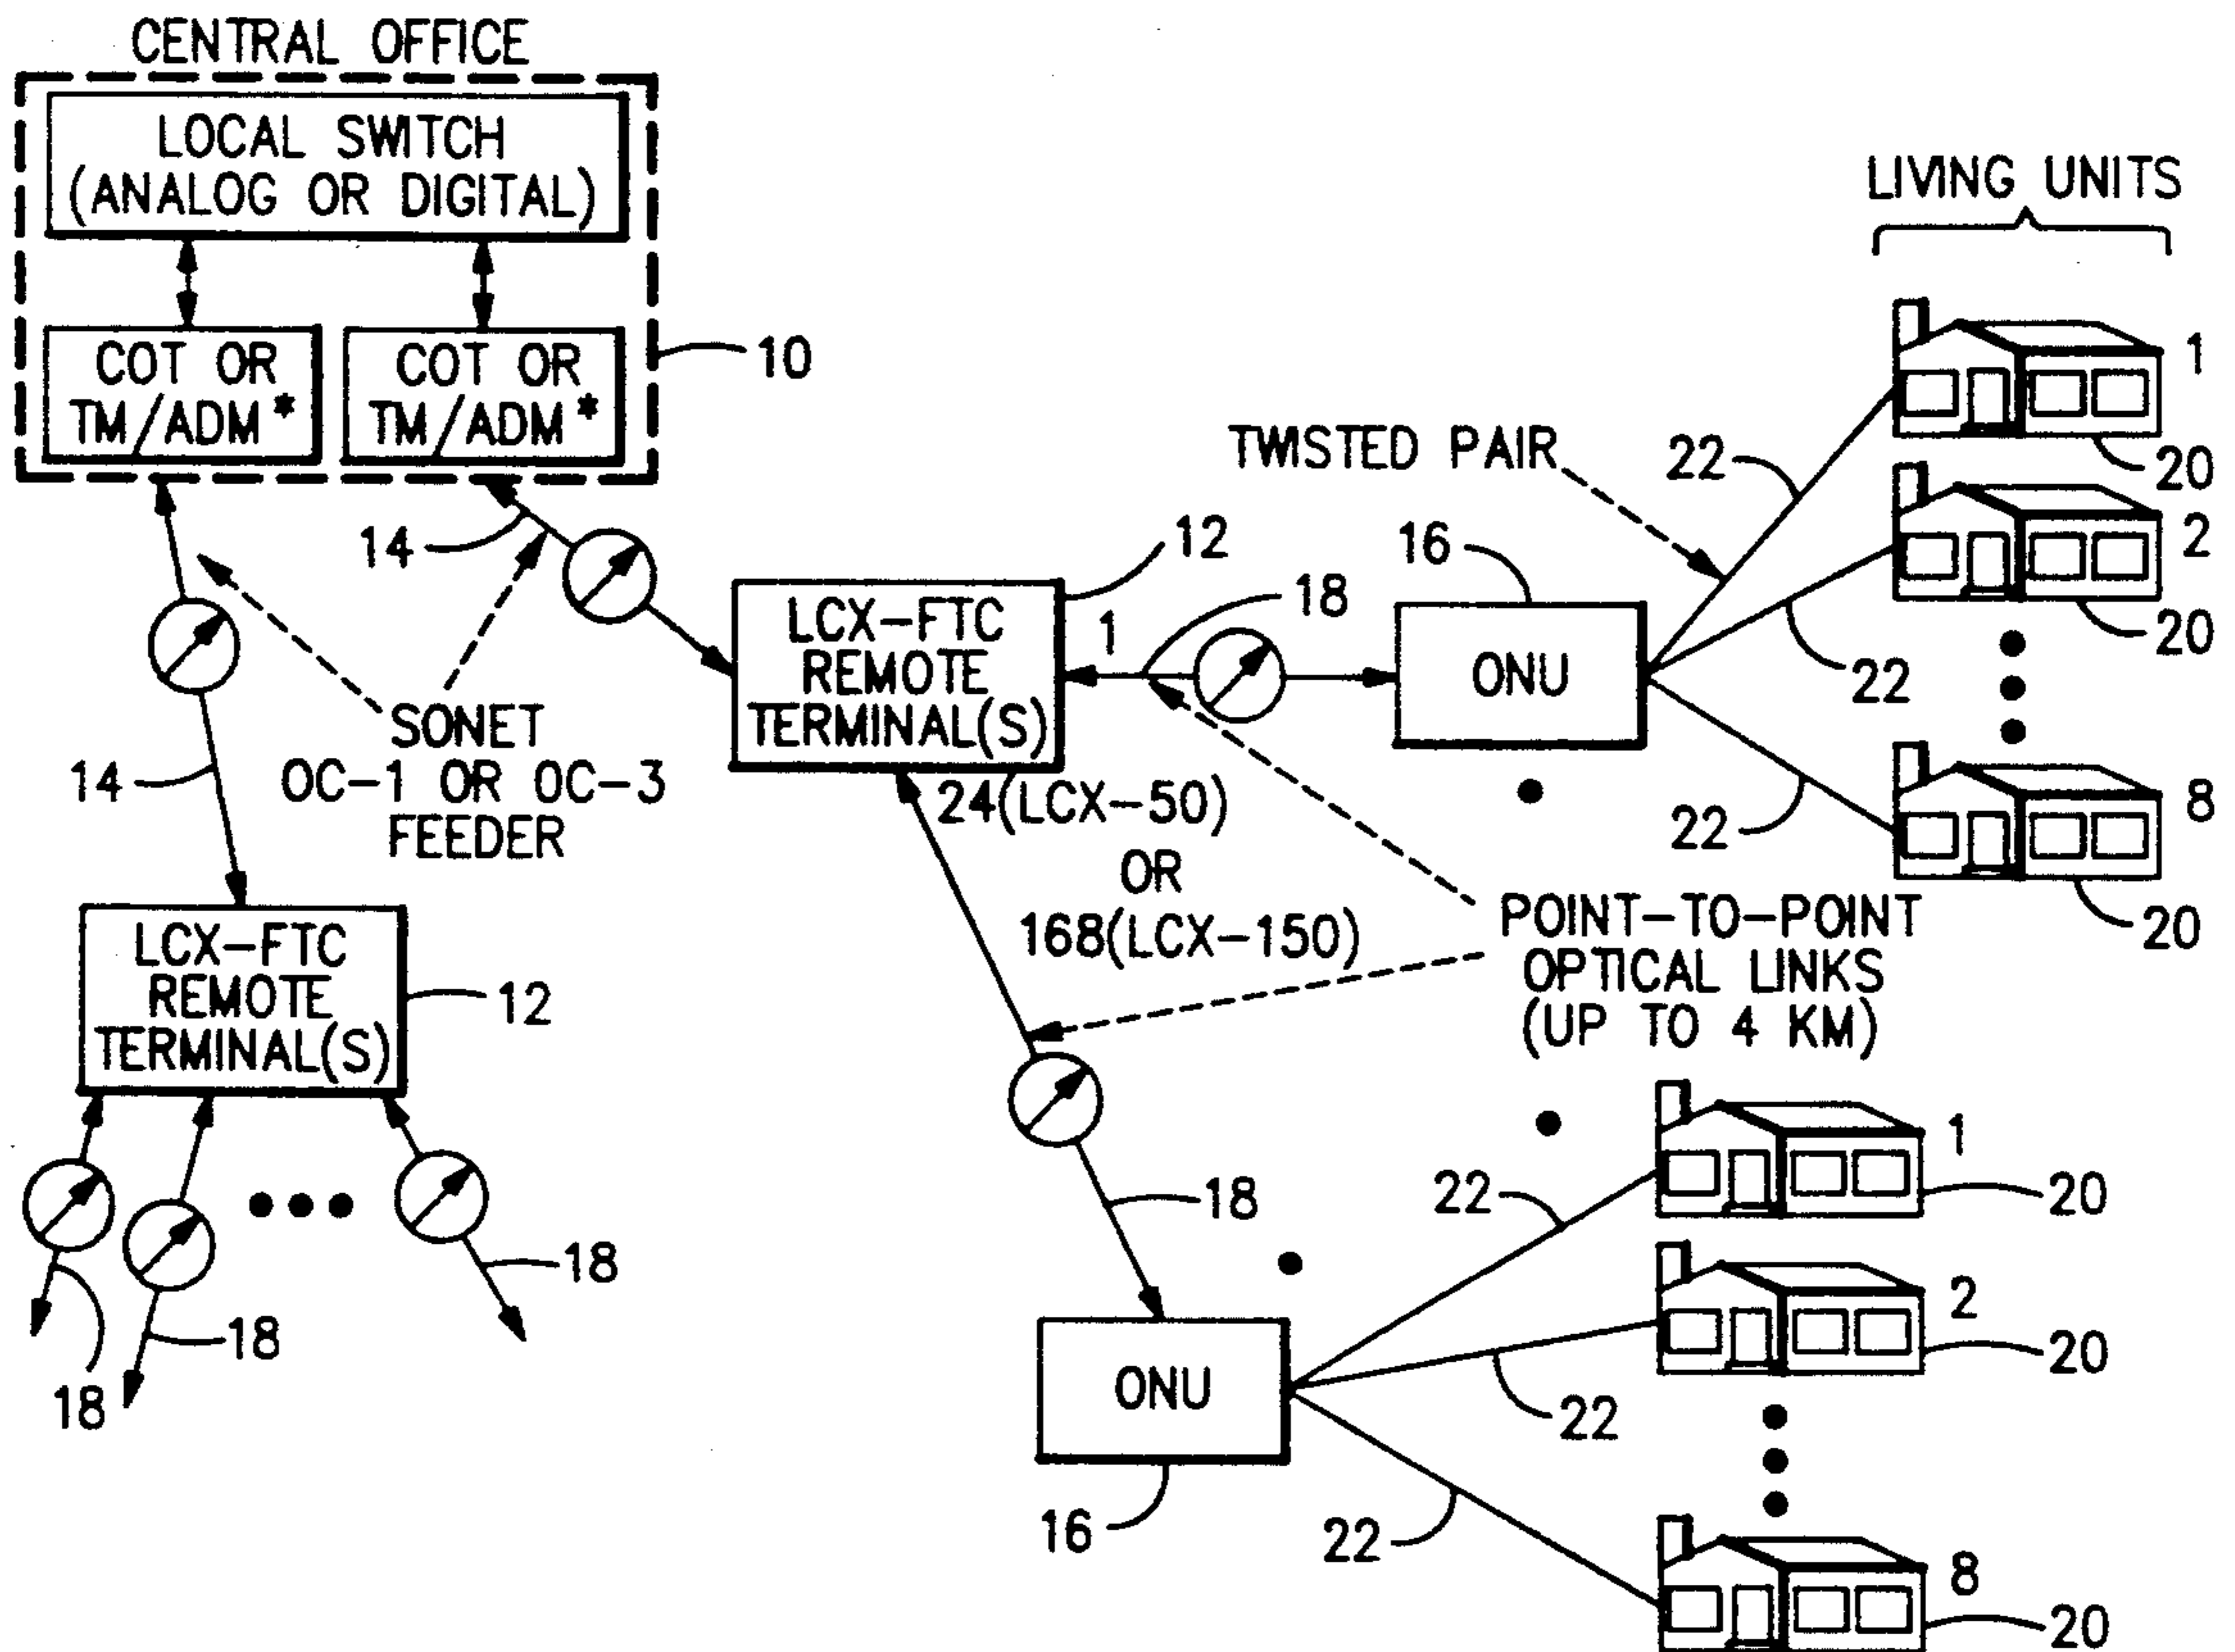 CENTRAL OFFICE
LOCAL SWITCH
(ANALOG OR DIGITAL)
COT OR
TM/ADM*
COT OR
TM/ADM*
10
14
14
SONET
OC-1 OR OC-3
FEEDER
LCX-FTC
REMOTE
TERMINAL(S)
12
18
18
18
LCX-FTC
REMOTE
TERMINAL(S)
12
1
18
24(LCX-50)
OR
168(LCX-150)
16
ONU
TWISTED PAIR
22
22
22
LIVING UNITS
1
20
2
20
8
20
POINT-TO-POINT
OPTICAL LINKS
(UP TO 4 KM)
18
ONU
16
22
22
22
1
20
2
20
8
20